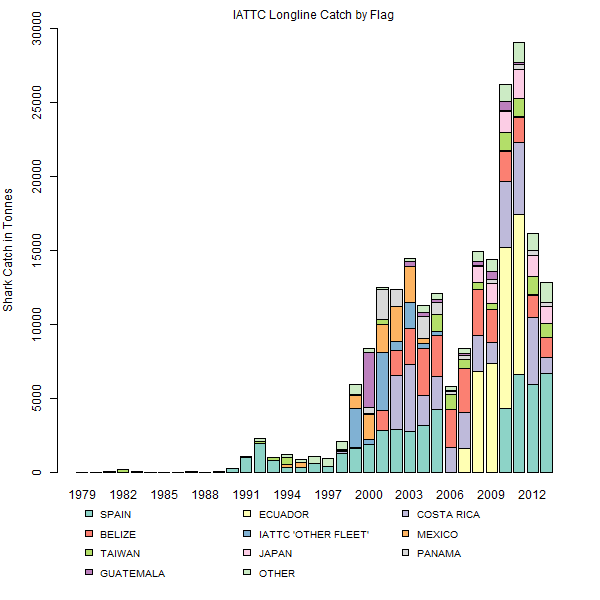 IATTC Longline Catch by Flag
Shark Catch in Tonnes
30000
25000
20000
15000
10000
5000
0
1979 1982 1985 1988 1991 1994 1997 2000 2003 2006 2009 2012
SPAIN ECUADOR COSTA RICA
BELIZE IATTC 'OTHER FLEET' MEXICO
TAIWAN JAPAN PANAMA
GUATEMALA OTHER